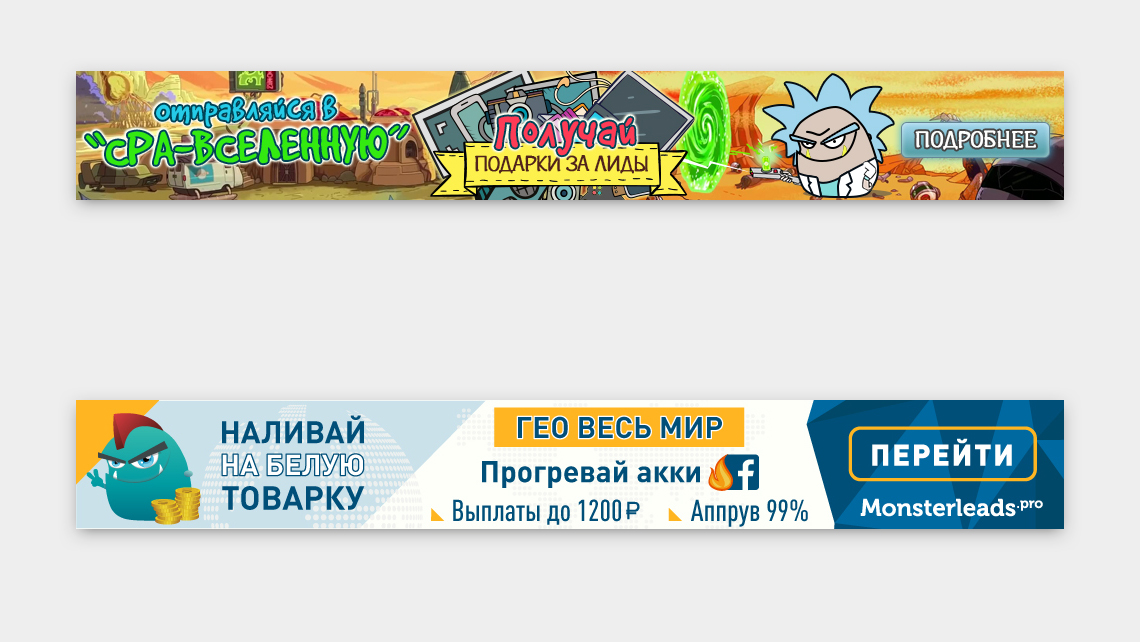 отправляйся в
"СРА-ВСЕЛЕННУЮ"
Получай
ПОДАРКИ ЗА ЛИДЫ
ПОДРОБНЕЕ
НАЛИВАЙ
НА БЕЛУЮ
ТОВАРКУ
ГЕО ВЕСЬ МИР
Прогревай акки
Выплаты до 1200₽
Аппрув 99%
ПЕРЕЙТИ
Monsterleads.pro